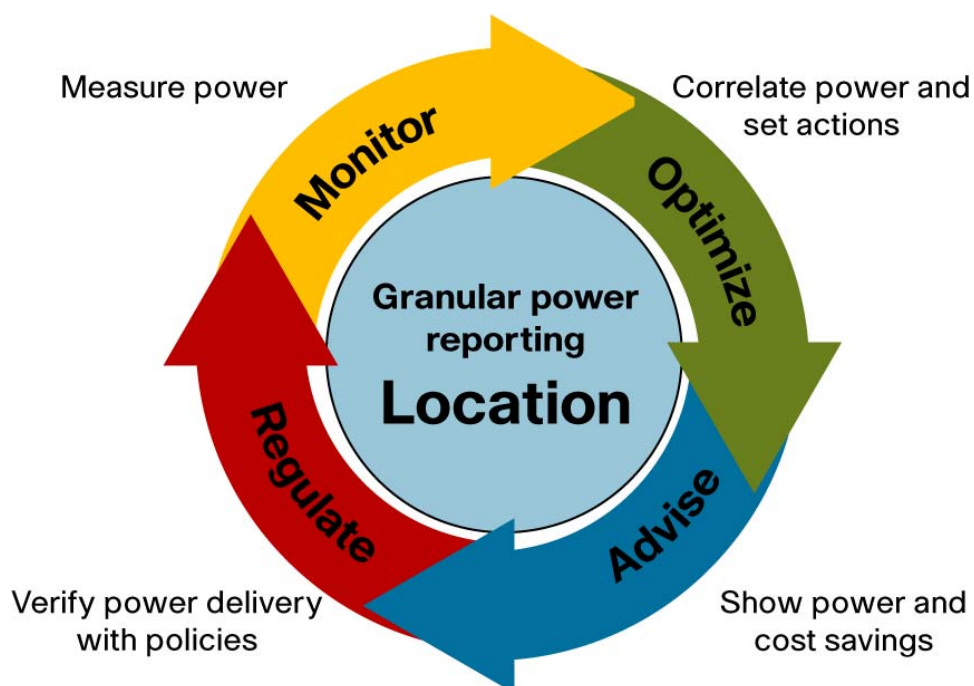 Measure power
Correlate power and
set actions
Monitor
Optimize
Granular power
reporting
Location
Regulate
Advise
Verify power delivery
with policies
Show power and
cost savings